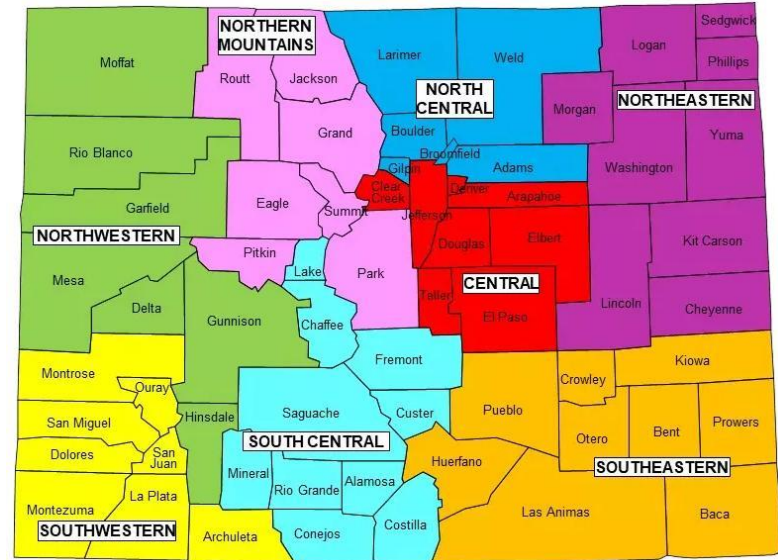 NORTHERN
MOUNTAINS
Moffat
Routt
Jackson
Larimer
Weld
Logan
Sedgwick
Phillips
NORTH
CENTRAL
NORTHEASTERN
Morgan
Grand
Boulder
Yuma
Rio Blanco
Broomfield
Gilpin
Adams
Washington
Clear
Creek
Denver
Arapahoe
Garfield
Eagle
Summit
Jefferson
NORTHWESTERN
Pitkin
Douglas
Elbert
Kit Carson
Mesa
Lake
Park
Teller
CENTRAL
Lincoln
Delta
Gunnison
Chaffee
El Paso
Cheyenne
Montrose
Fremont
Kiowa
Ouray
Crowley
San Miguel
Hinsdale
Saguache
Custer
Pueblo
Otero
Bent
Prowers
SOUTH CENTRAL
Dolores
San
Juan
Huerfano
SOUTHEASTERN
Mineral
Rio Grande
Alamosa
Montezuma
La Plata
Las Animas
Baca
SOUTHWESTERN
Archuleta
Conejos
Costilla